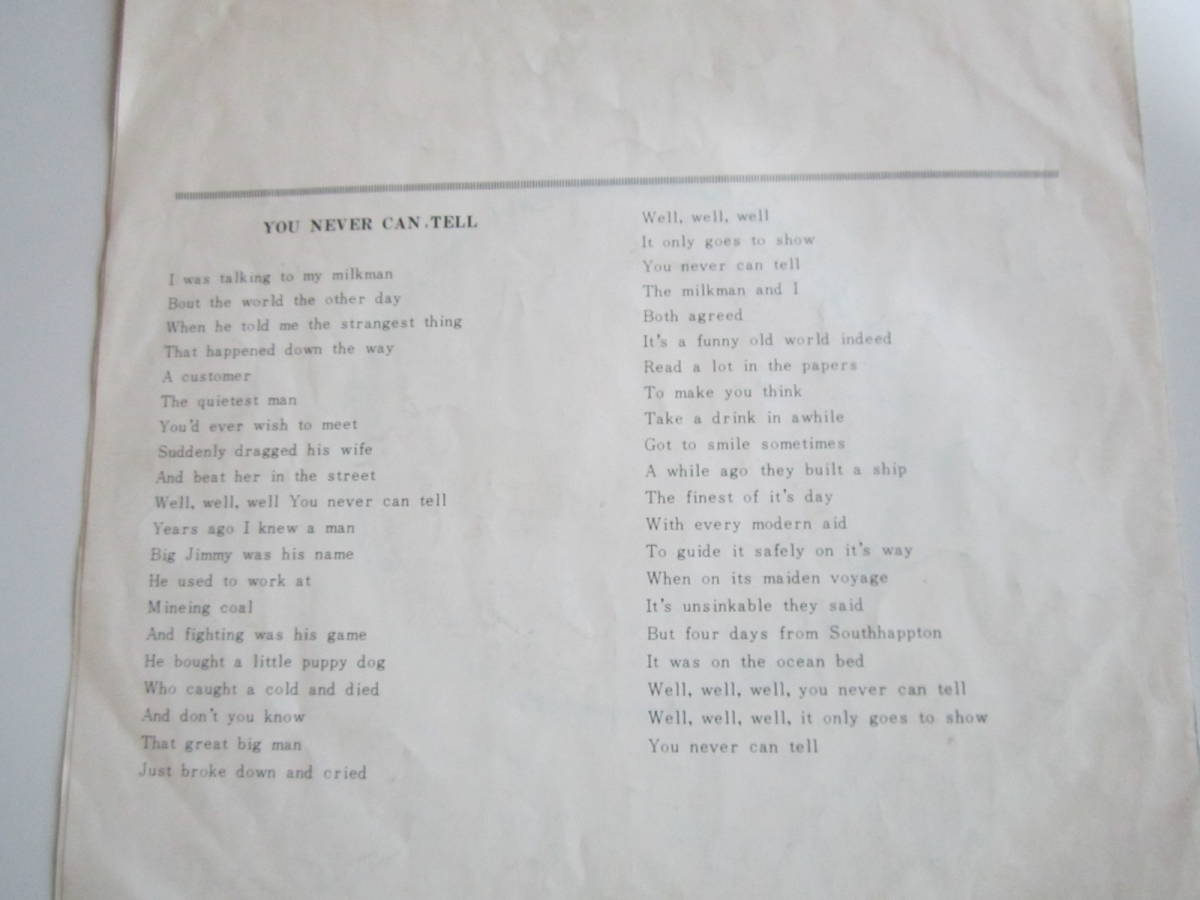 YOU NEVER CAN.TELL
I was talking to my milkman
Bout the world the other day
When he told me the strangest thing
That happened down the way
A customer
The quietest man
You'd ever wish to meet
Suddenly dragged his wife
And beat her in the street
Well, well, well You never can tell
Years ago I knew a man
Big Jimmy was his name
He used to work at
Mineing coal
And fighting was his game
He bought a little puppy dog
Who caught a cold and died
And don't you know
That great big man
Just broke down and cried
Well, well, well
It only goes to show
You never can tell
The milkman and I
Both agreed
It's a funny old world indeed
Read a lot in the papers
To make you think
Take a drink in awhile
Got to smile sometimes
A while ago they built a ship
The finest of it's day
With every modern aid
To guide it safely on it's way
When on its maiden voyage
It's unsinkable they said
But four days from Southhappton
It was on the ocean bed
Well, well, well, you never can tell
Well, well, well, it only goes to show
You never can tell